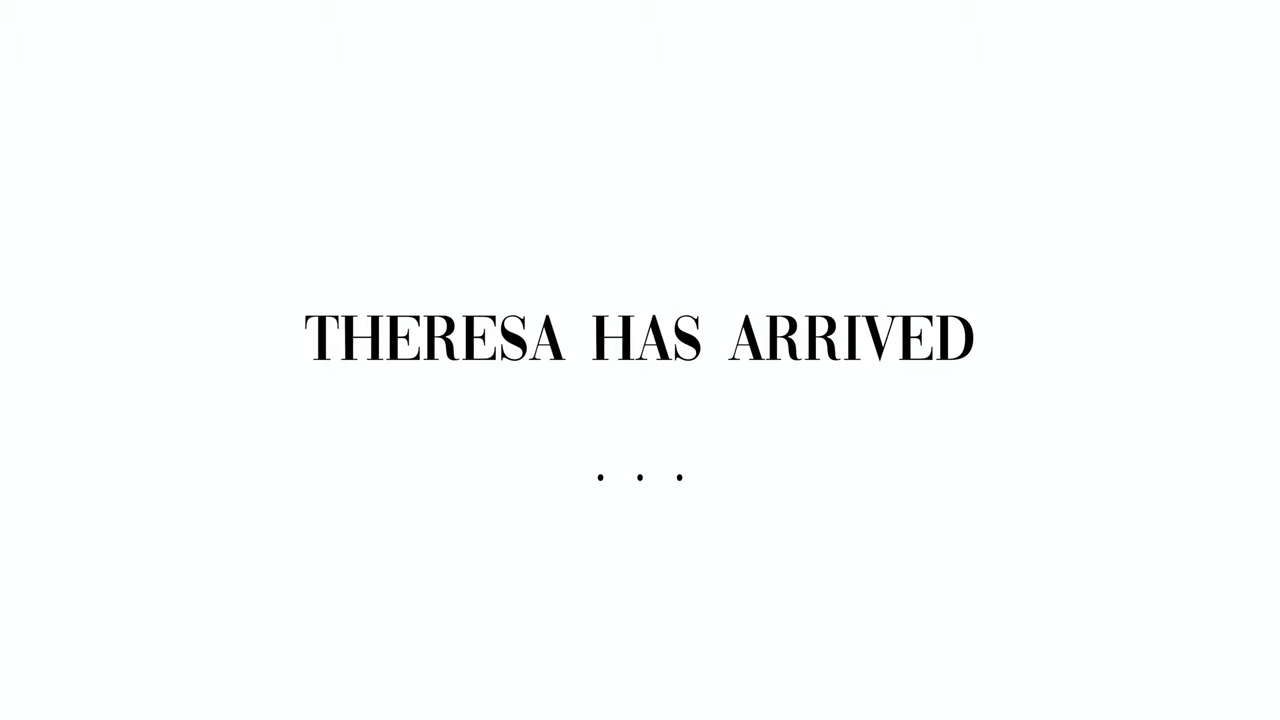 THERESA HAS ARRIVED
. . .